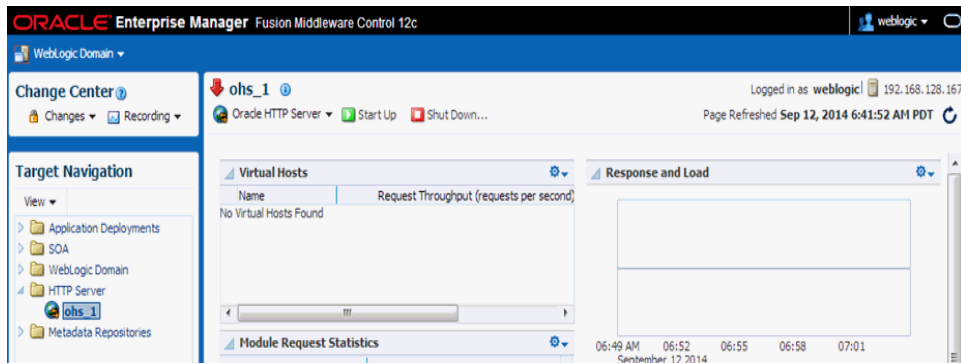 ORACLE Enterprise Manager Fusion Middleware Control 12c
weblogic
WebLogic Domain
Change Center
Changes Recording
Target Navigation
View
Application Deployments
SOA
WebLogic Domain
HTTP Server
ohs_1
Metadata Repositories
ohs_1
Oracle HTTP Server Start Up Shut Down...
Logged in as weblogic 192.168.128.167
Page Refreshed Sep 12, 2014 6:41:52 AM PDT
Virtual Hosts
Name Request Throughput (requests per second)
No Virtual Hosts Found
Module Request Statistics
Response and Load
06:49 AM 06:52 06:55 06:58 07:01
September 12 2014